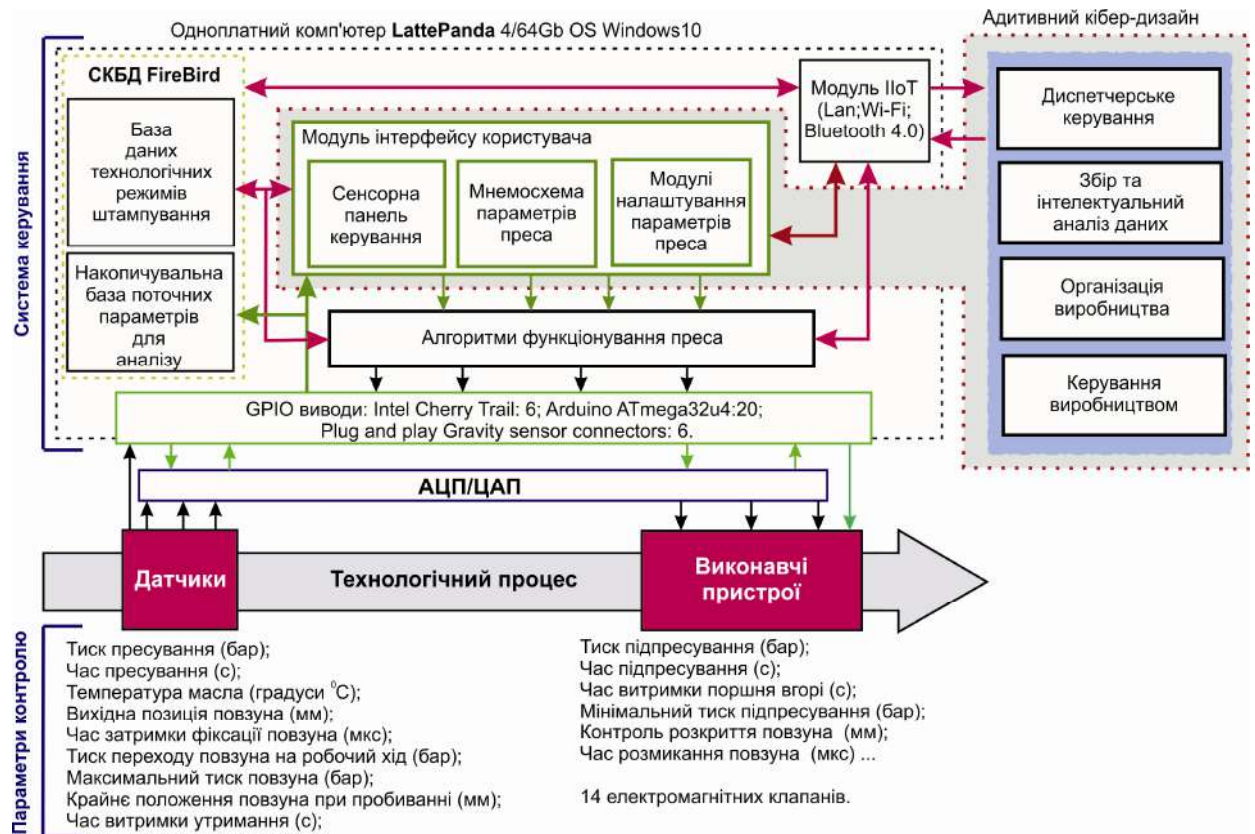 Одноплатний комп'ютер LattePanda 4/64Gb OS Windows10
Адитивний кібер-дизайн
Система керування
СКБД FireBird
База
даних
технологічних
режимів
штампування
Накопичувальна
база поточних
параметрів
для
аналізу
Модуль інтерфейсу користувача
Сенсорна
панель
керування
Мнемосхема
параметрів
преса
Модулі
налаштування
параметрів
преса
Модуль IIoT
(Lan;Wi-Fi;
Bluetooth 4.0)
Диспетчерське
керування
Збір та
інтелектуальний
аналіз даних
Організація
виробництва
Керування
виробництвом
Алгоритми функціонування преса
GPIO виводи: Intel Cherry Trail: 6; Arduino ATmega32u4:20;
Plug and play Gravity sensor connectors: 6.
АЦП/ЦАП
Датчики
Технологічний процес
Виконавчі
пристрої
Параметри контролю
Тиск пресування (бар);
Час пресування (с);
Температура масла (градуси ⁰С);
Вихідна позиція повзуна (мм);
Час затримки фіксації повзуна (мкс);
Тиск переходу повзуна на робочий хід (бар);
Максимальний тиск повзуна (бар);
Крайнє положення повзуна при пробиванні (мм);
Час витримки утримання (с);
Тиск підпресування (бар);
Час підпресування (с);
Час витримки поршня вгорі (с);
Мінімальний тиск підпресування (бар);
Контроль розкриття повзуна (мм);
Час розмикання повзуна (мкс) ...
14 електромагнітних клапанів.